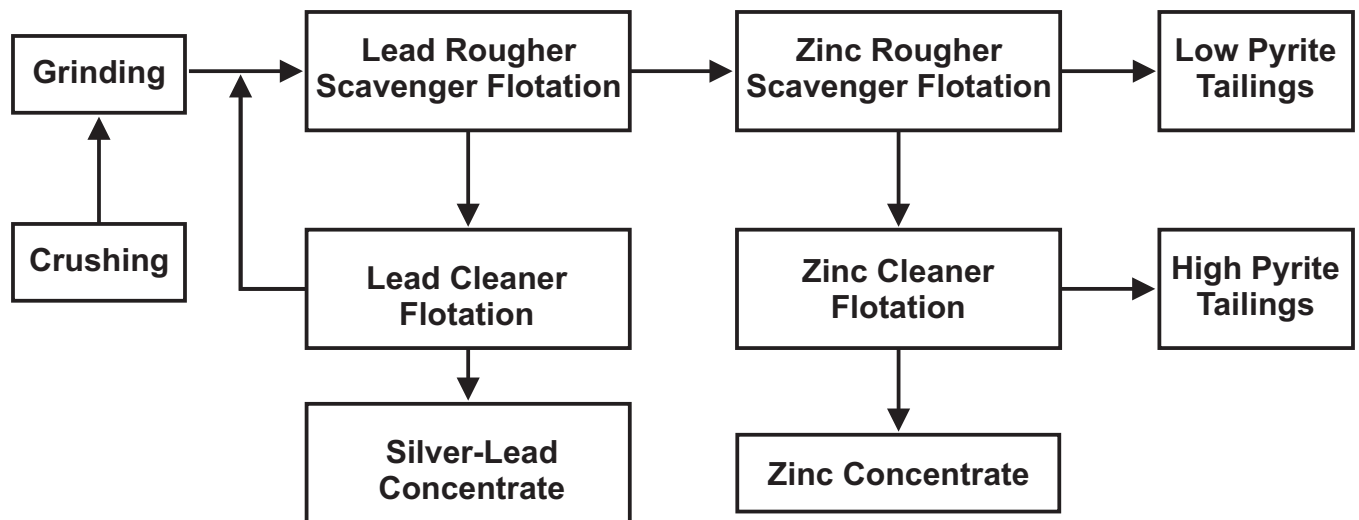 Grinding
Lead Rougher
Scavenger Flotation
Zinc Rougher
Scavenger Flotation
Low Pyrite
Tailings
Crushing
Lead Cleaner
Flotation
Zinc Cleaner
Flotation
High Pyrite
Tailings
Silver-Lead
Concentrate
Zinc Concentrate